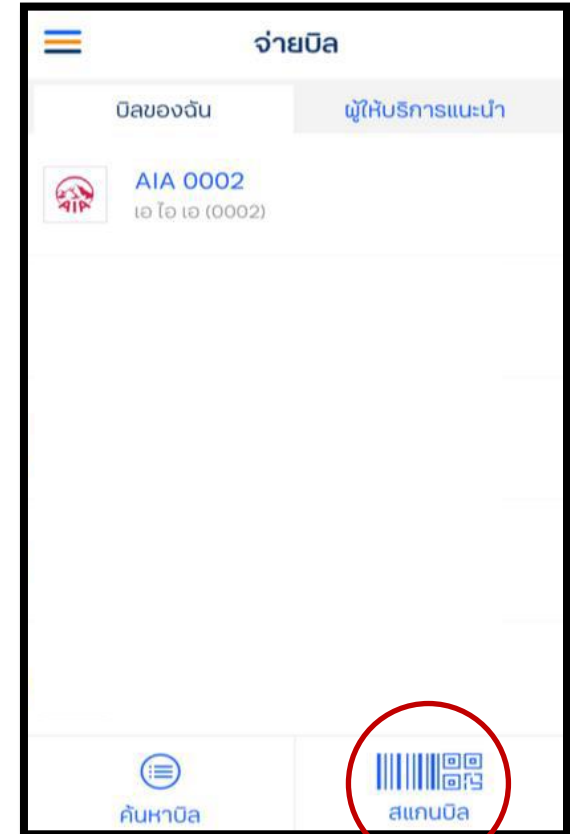 จ่ายบิล
บิลของฉัน
ผู้ให้บริการแนะนำ
AIA
AIA 0002
เอ ไอ เอ (0002)
ค้นหาบิล
สแกนบิล